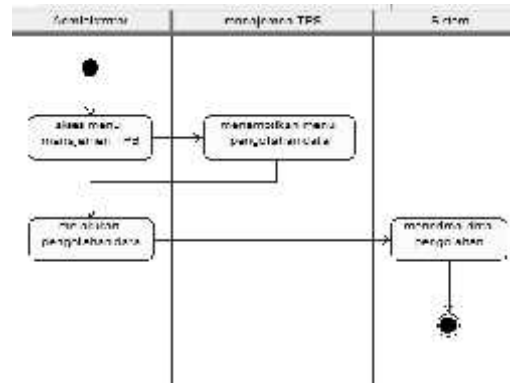 Administrator
manajemen TPS
Sistem
akses menu
manajemen TPS
menampilkan menu
pengolahan data
melakukan
pengolahan data
menerima data
pengolahan